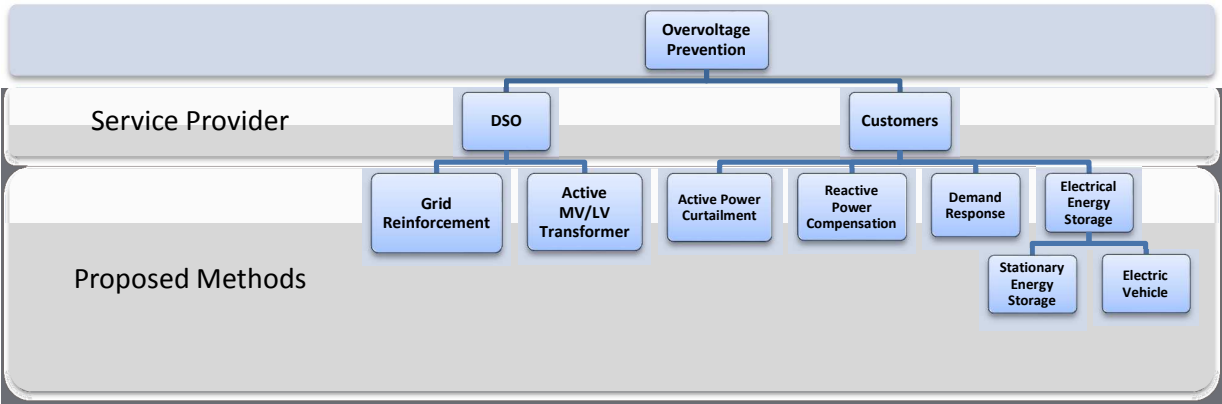 Overvoltage
Prevention
Service Provider
DSO
Customers
Proposed Methods
Grid
Reinforcement
Active
MV/LV
Transformer
Active Power
Curtailment
Reactive
Power
Compensation
Demand
Response
Electrical
Energy
Storage
Stationary
Energy
Storage
Electric
Vehicle